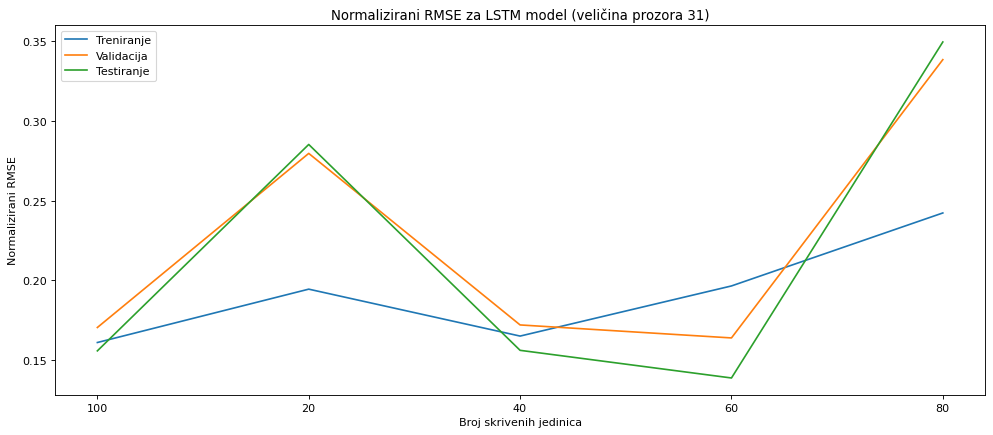 Normalizirani RMSE za LSTM model (veličina prozora 31)
Treniranje
Validacija
Testiranje
Normalizirani RMSE
0.35
0.30
0.25
0.20
0.15
100 20 40 60 80
Broj skrivenih jedinica